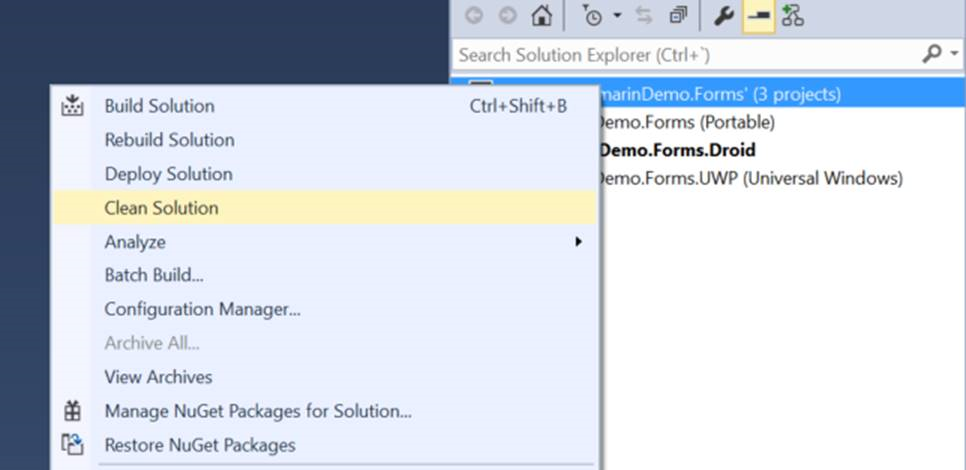 Search Solution Explorer (Ctrl+`)
marinDemo.Forms' (3 projects)
Demo.Forms (Portable)
Demo.Forms.Droid
Demo.Forms.UWP (Universal Windows)
Build Solution Ctrl+Shift+B
Rebuild Solution
Deploy Solution
Clean Solution
Analyze
Batch Build...
Configuration Manager...
Archive All...
View Archives
Manage NuGet Packages for Solution...
Restore NuGet Packages